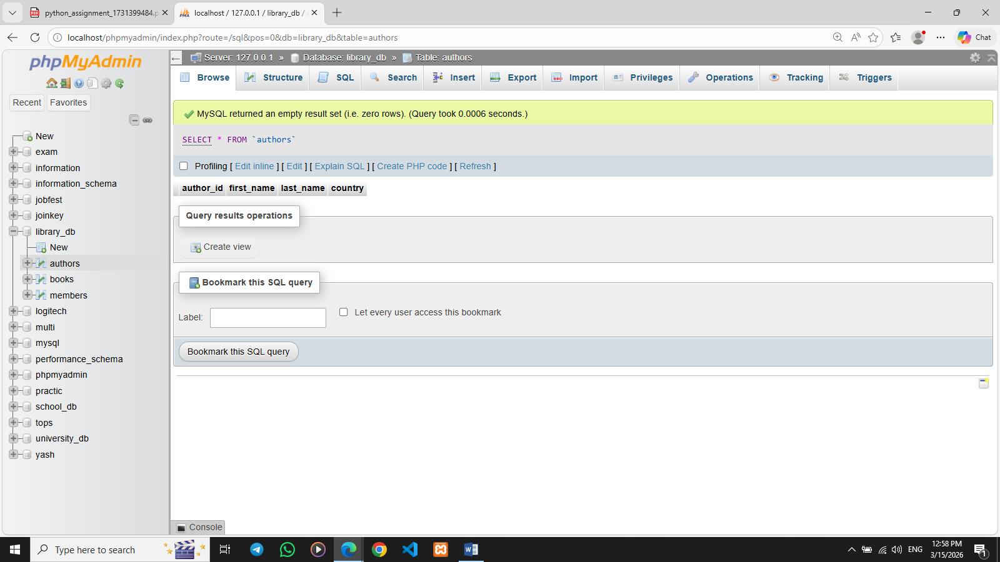 python_assignment_1731399484.p
localhost / 127.0.0.1 / library_db /
localhost/phpmyadmin/index.php?route=/sql&pos=0&db=library_db&table=authors
Chat
phpMyAdmin
Recent
Favorites
New
exam
information
information_schema
jobfest
joinkey
library_db
New
authors
books
members
logitech
multi
mysql
performance_schema
phpmyadmin
practic
school_db
tops
university_db
yash
Server: 127.0.0.1 » Database: library_db » Table: authors
Browse Structure SQL Search Insert Export Import Privileges Operations Tracking Triggers
MySQL returned an empty result set (i.e. zero rows). (Query took 0.0006 seconds.)
SELECT * FROM `authors`
Profiling [ Edit inline ] [ Edit ] [ Explain SQL ] [ Create PHP code ] [ Refresh ]
author_id first_name last_name country
Query results operations
Create view
Bookmark this SQL query
Label:
Let every user access this bookmark
Bookmark this SQL query
Console
Type here to search
ENG
12:58 PM
3/15/2026
1